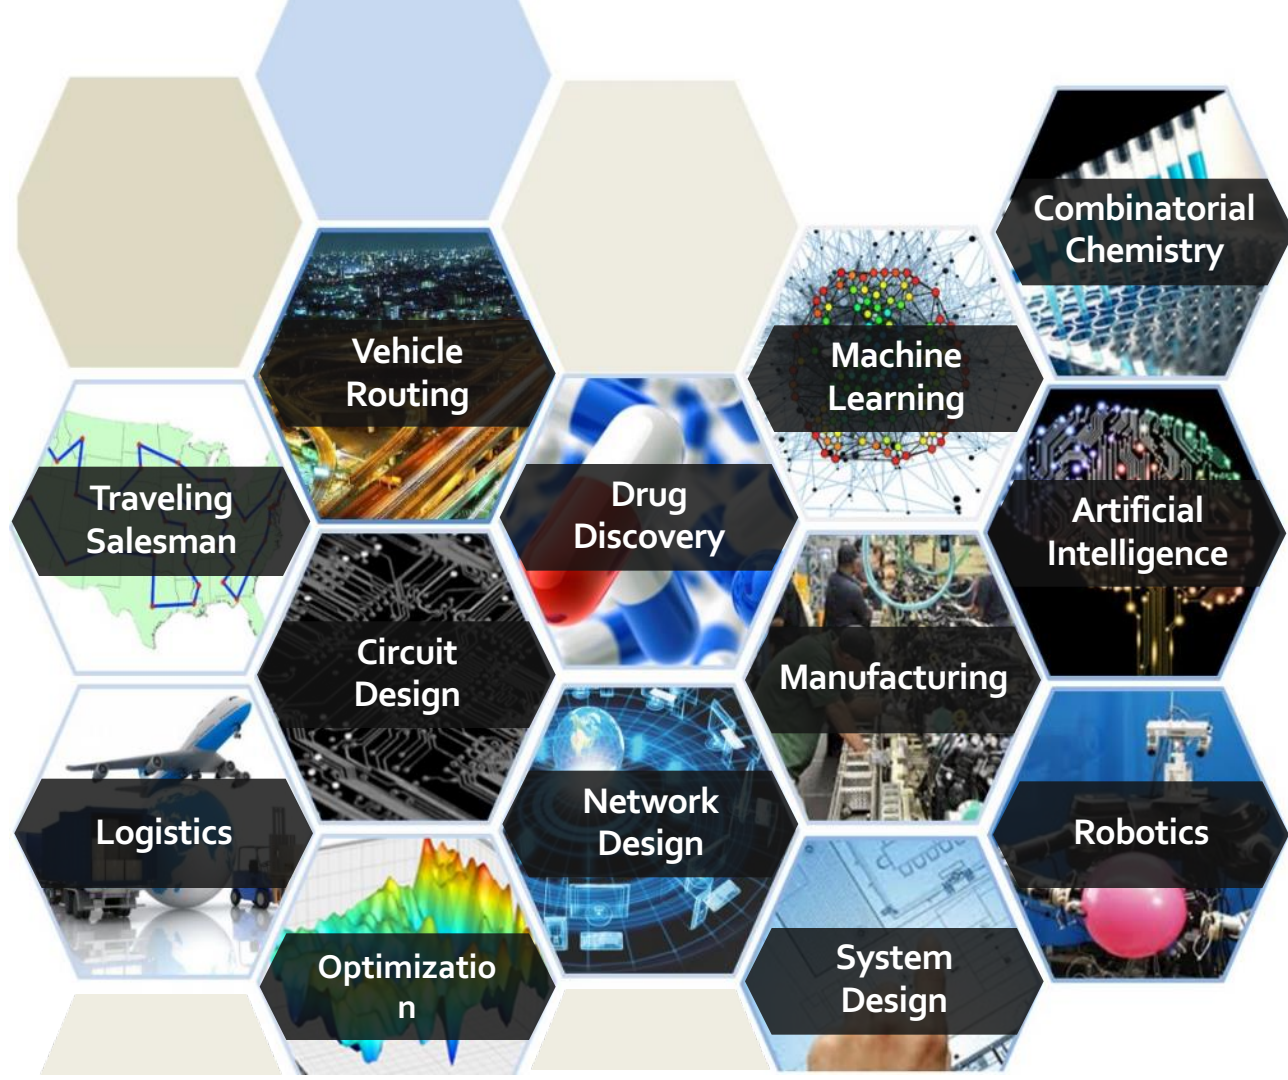 Combinatorial
Chemistry
Vehicle
Routing
Machine
Learning
Traveling
Salesman
Drug
Discovery
Artificial
Intelligence
Circuit
Design
Manufacturing
Logistics
Network
Design
Robotics
Optimizatio
n
System
Design